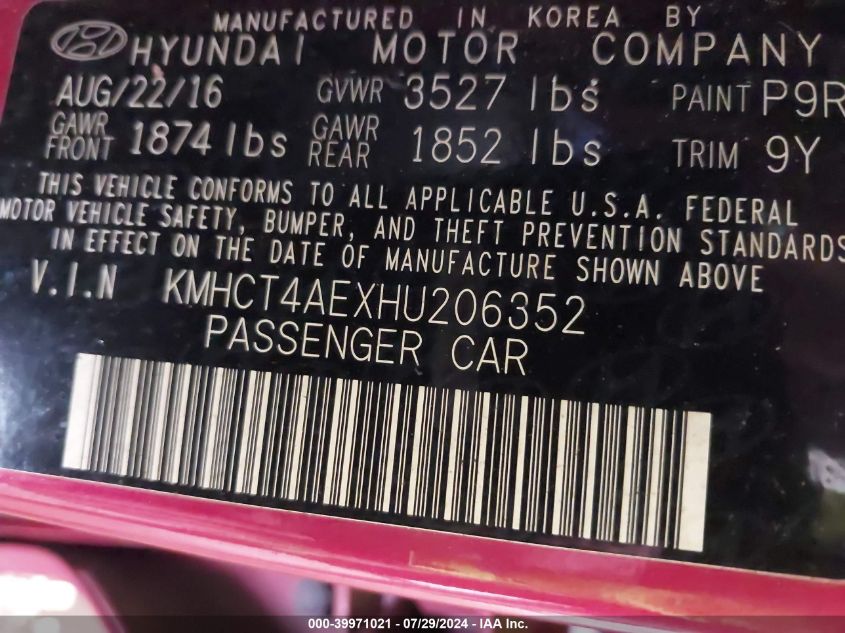 MANUFACTURED IN KOREA BY
HYUNDAI MOTOR COMPANY
AUG/22/16 GVWR 3527 lbs PAINT P9R
GAWR FRONT 1874 lbs GAWR REAR 1852 lbs TRIM 9Y
THIS VEHICLE CONFORMS TO ALL APPLICABLE U.S.A. FEDERAL
MOTOR VEHICLE SAFETY, BUMPER, AND THEFT PREVENTION STANDARDS
IN EFFECT ON THE DATE OF MANUFACTURE SHOWN ABOVE
V.I.N KMHCT4AEXHU206352
PASSENGER CAR
000-39971021 - 07/29/2024 - IAA Inc.